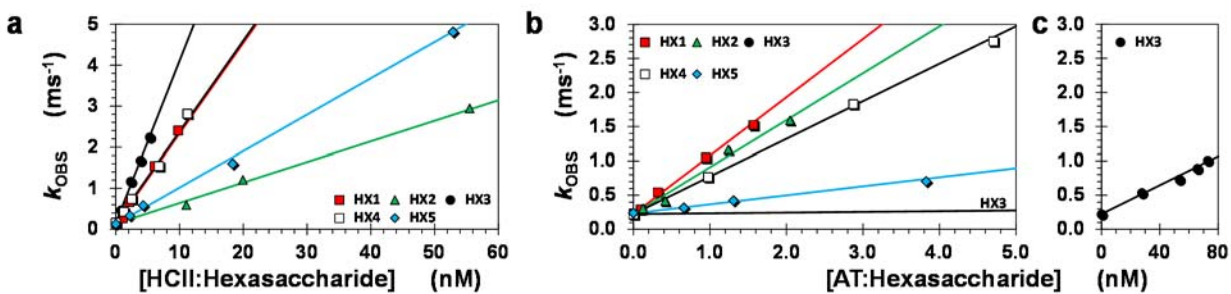 a
k OBS (ms-1)
5
4
3
2
1
0
HX1 HX2 HX3
HX4 HX5
0 10 20 30 40 50 60
[HCII:Hexasaccharide] (nM)
b
k OBS (ms-1)
3.0
2.5
2.0
1.5
1.0
0.5
0.0
HX1 HX2 HX3
HX4 HX5
HX3
0.0 1.0 2.0 3.0 4.0 5.0
[AT:Hexasaccharide] (nM)
c
3.0
2.5
2.0
1.5
1.0
0.5
0.0
HX3
0 40 80